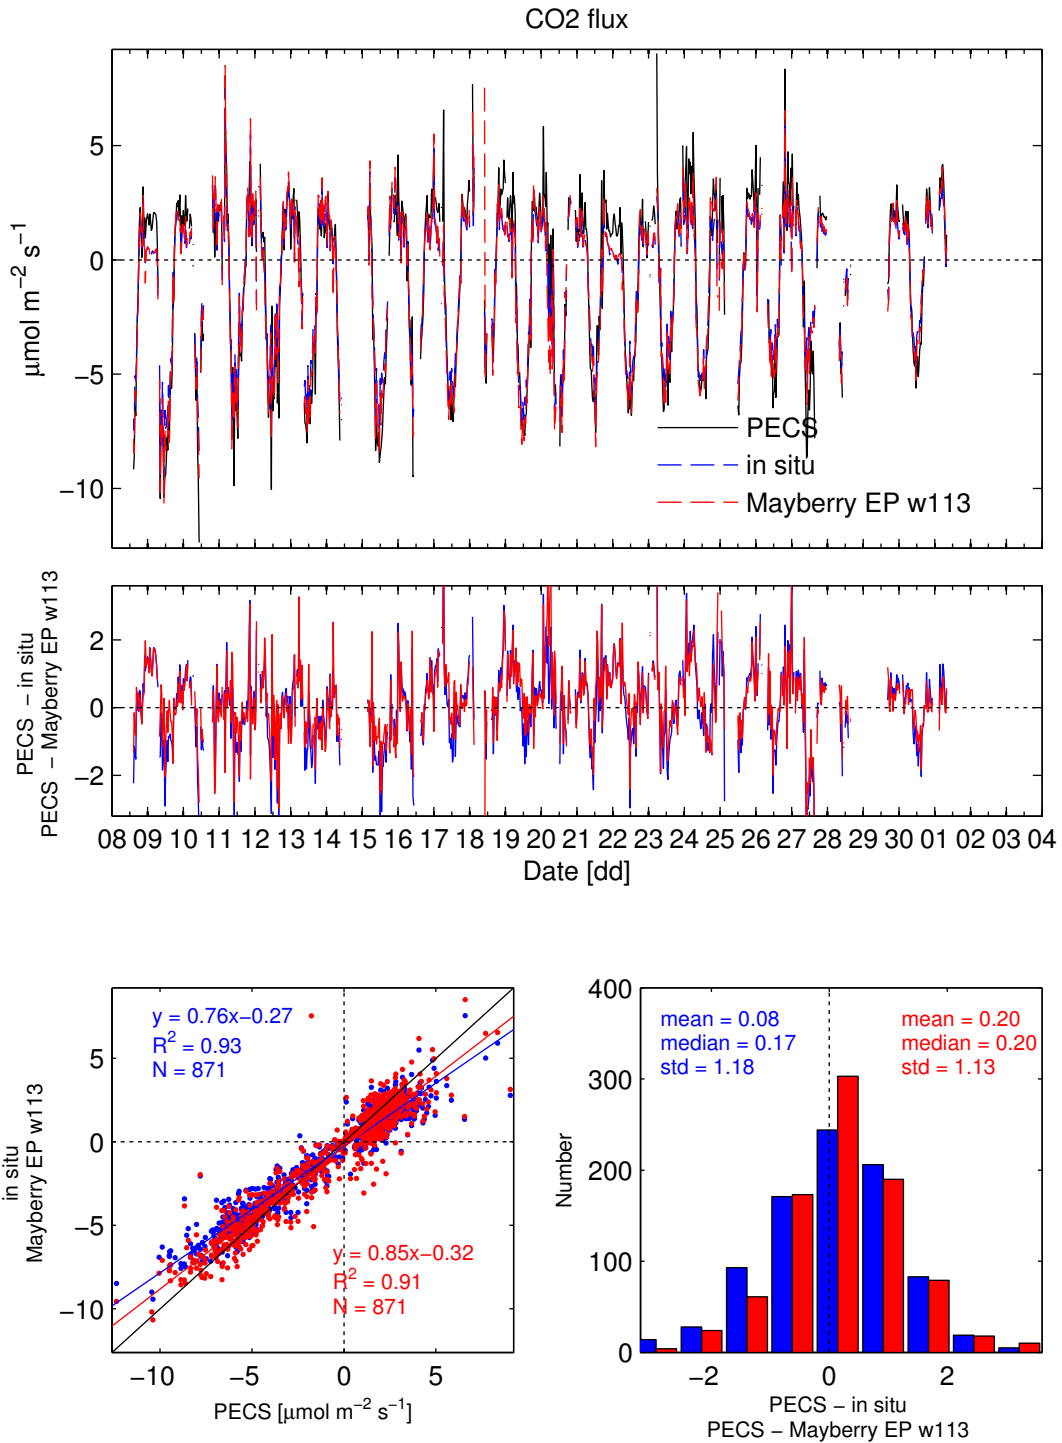 CO2 flux
5
0
−5
−10
μmol m−2 s−1
PECS
in situ
Mayberry EP w113
2
0
−2
PECS − in situ
PECS − Mayberry EP w113
08 09 10 11 12 13 14 15 16 17 18 19 20 21 22 23 24 25 26 27 28 29 30 01 02 03 04
Date [dd]
y = 0.76x−0.27
R2 = 0.93
N = 871
y = 0.85x−0.32
R2 = 0.91
N = 871
5
0
−5
−10
in situ
Mayberry EP w113
−10 −5 0 5
PECS [μmol m−2 s−1]
mean = 0.08
median = 0.17
std = 1.18
mean = 0.20
median = 0.20
std = 1.13
400
300
200
100
0
Number
−2 0 2
PECS − in situ
PECS − Mayberry EP w113